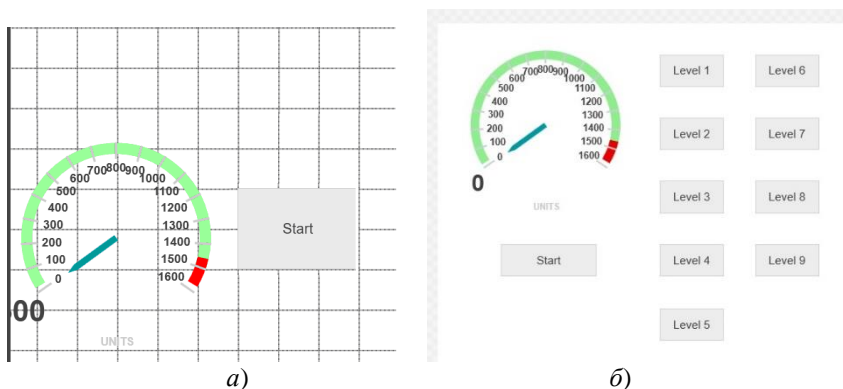 0
100
200
300
400
500
600
700
800
900
1000
1100
1200
1300
1400
1500
1600
00
UNITS
Start
а)
0
100
200
300
400
500
600
700
800
900
1000
1100
1200
1300
1400
1500
1600
0
UNITS
Start
Level 1
Level 6
Level 2
Level 7
Level 3
Level 8
Level 4
Level 9
Level 5
б)